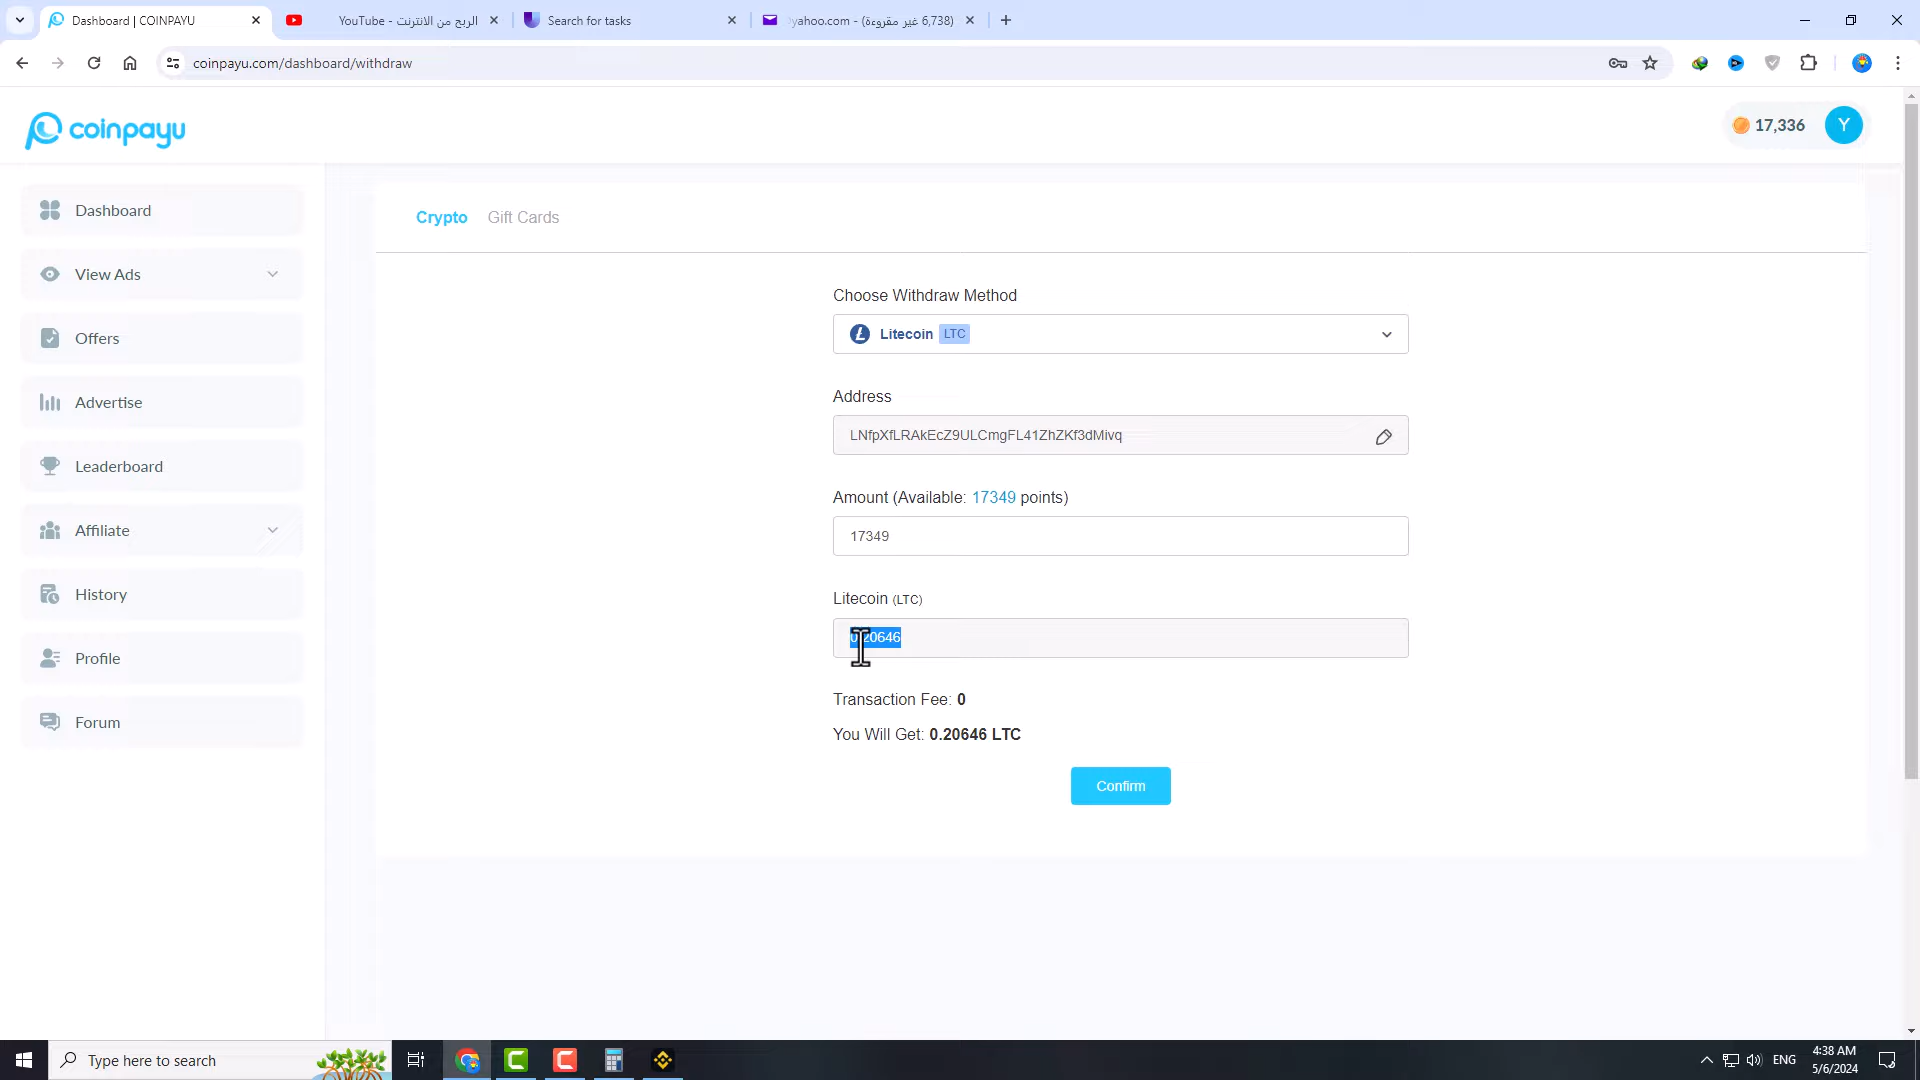 Dashboard | COINPAYU
YouTube - الربح من الانترنت
Search for tasks
yahoo.com - (6,738 غير مقروءة)
coinpayu.com/dashboard/withdraw
coinpayu
17,336
Y
Dashboard
View Ads
Offers
Advertise
Leaderboard
Affiliate
History
Profile
Forum
Crypto
Gift Cards
Choose Withdraw Method
Litecoin LTC
Address
LNfpXfLRAkEcZ9ULCmgFL41ZhZKf3dMivq
Amount (Available: 17349 points)
17349
Litecoin (LTC)
0.20646
Transaction Fee: 0
You Will Get: 0.20646 LTC
Confirm
Type here to search
ENG
4:38 AM
5/6/2024